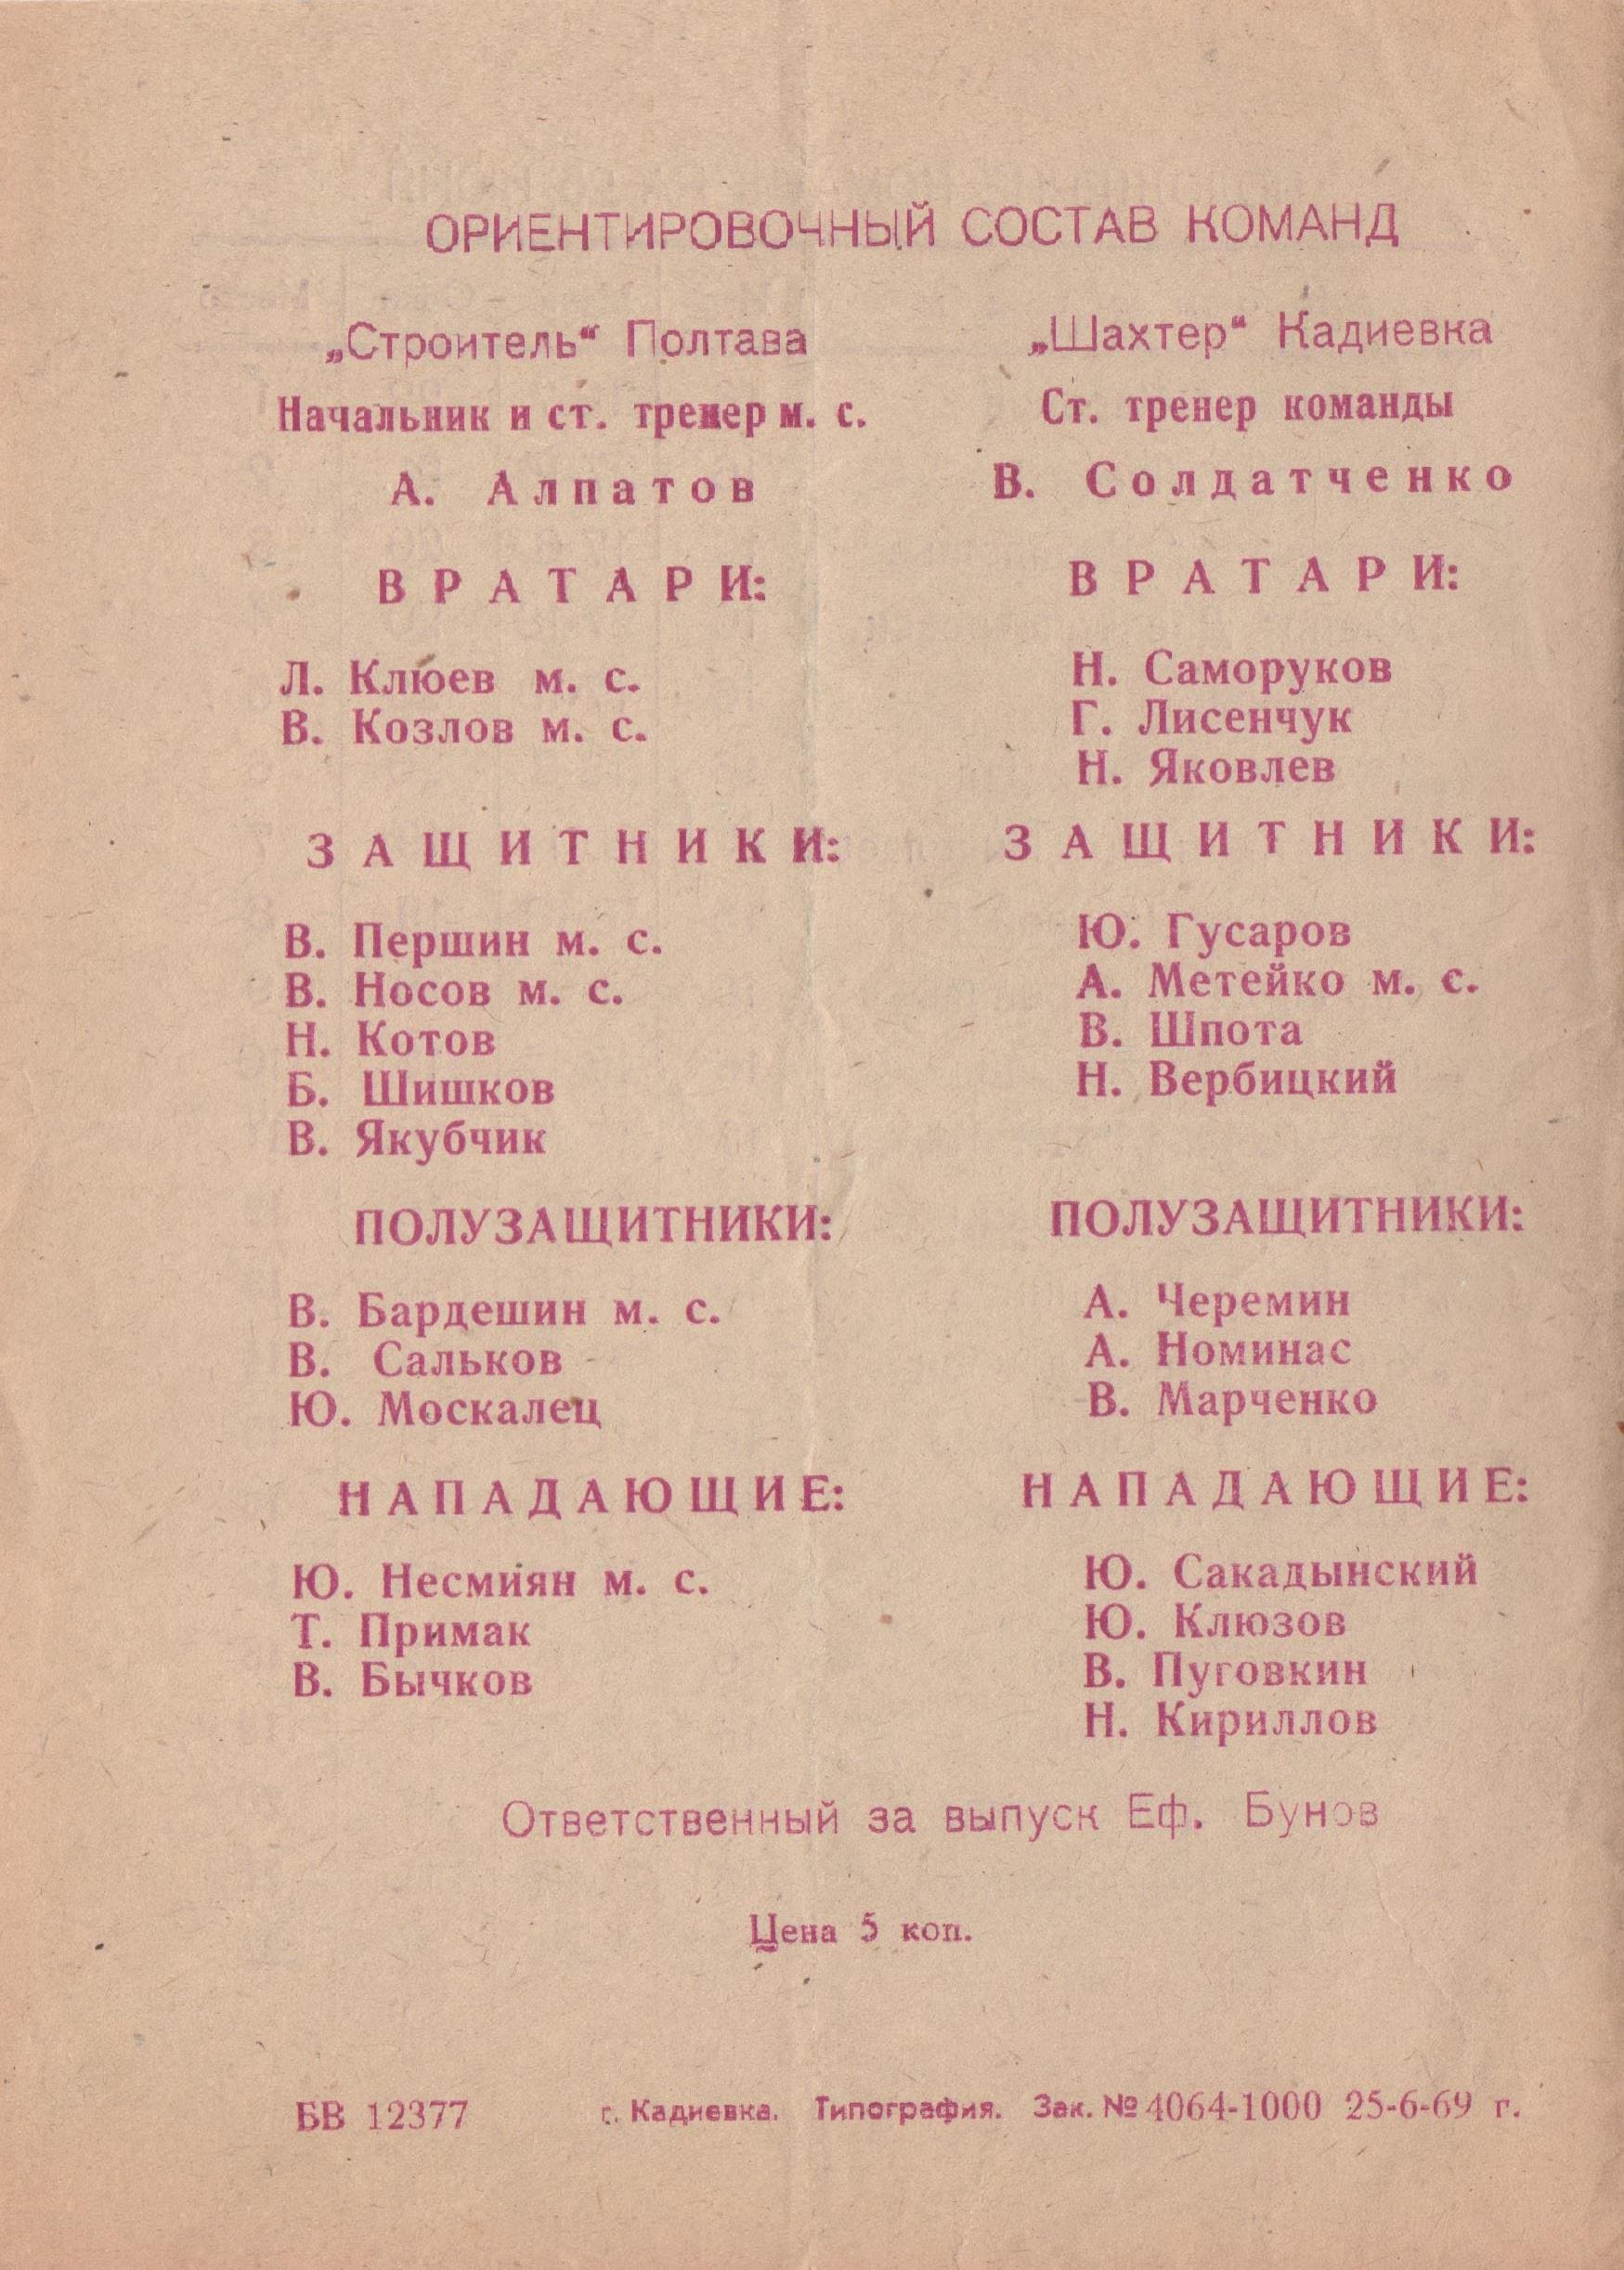 ОРИЕНТИРОВОЧНЫЙ СОСТАВ КОМАНД
„Строитель“ Полтава
Начальник и ст. тренер м. с.
А. Алпатов
ВРАТАРИ:
Л. Клюев м. с.
В. Козлов м. с.
ЗАЩИТНИКИ:
В. Першин м. с.
В. Носов м. с.
Н. Котов
Б. Шишков
В. Якубчик
ПОЛУЗАЩИТНИКИ:
В. Бардешин м. с.
В. Сальков
Ю. Москалец
НАПАДАЮЩИЕ:
Ю. Несмиян м. с.
Т. Примак
В. Бычков
„Шахтер“ Кадиевка
Ст. тренер команды
В. Солдатченко
ВРАТАРИ:
Н. Саморуков
Г. Лисенчук
Н. Яковлев
ЗАЩИТНИКИ:
Ю. Гусаров
А. Метейко м. с.
В. Шпота
Н. Вербицкий
ПОЛУЗАЩИТНИКИ:
А. Черемин
А. Номинас
В. Марченко
НАПАДАЮЩИЕ:
Ю. Сакадынский
Ю. Клюзов
В. Пуговкин
Н. Кириллов
Ответственный за выпуск Еф. Бунов
Цена 5 коп.
БВ 12377 г. Кадиевка. Типография. Зак. № 4064-1000 25-6-69 г.